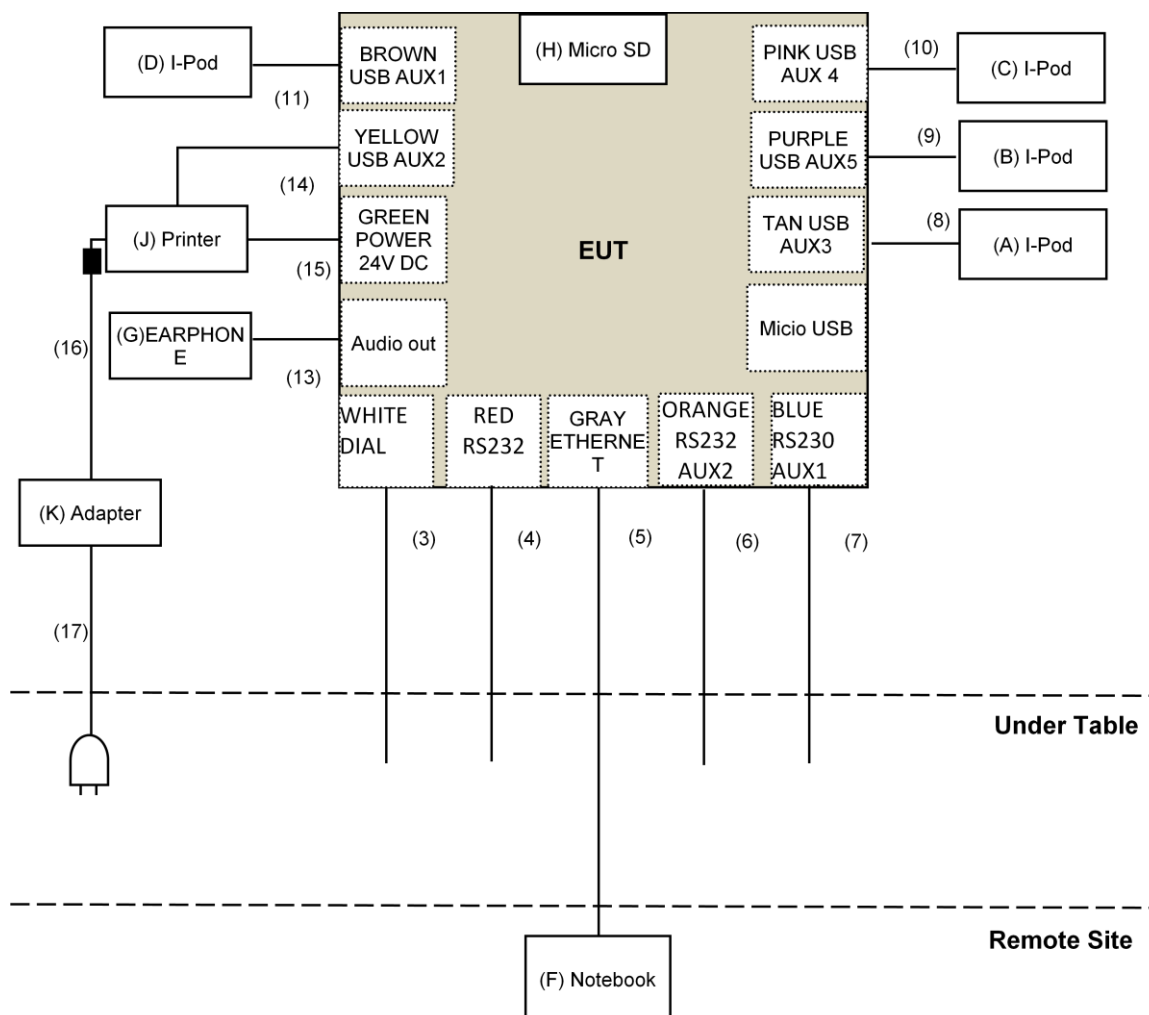 (D) I-Pod
BROWN
USB AUX1
(H) Micro SD
PINK USB
AUX 4
(10)
(C) I-Pod
(11)
YELLOW
USB AUX2
PURPLE
USB AUX5
(9)
(B) I-Pod
(14)
(J) Printer
GREEN
POWER
24V DC
EUT
TAN USB
AUX3
(8)
(A) I-Pod
(15)
(16)
(G)EARPHON
E
(13)
Audio out
Micio USB
WHITE
DIAL
RED
RS232
GRAY
ETHERNE
T
ORANGE
RS232
AUX2
BLUE
RS230
AUX1
(K) Adapter
(3)
(4)
(5)
(6)
(7)
(17)
Under Table
Remote Site
(F) Notebook